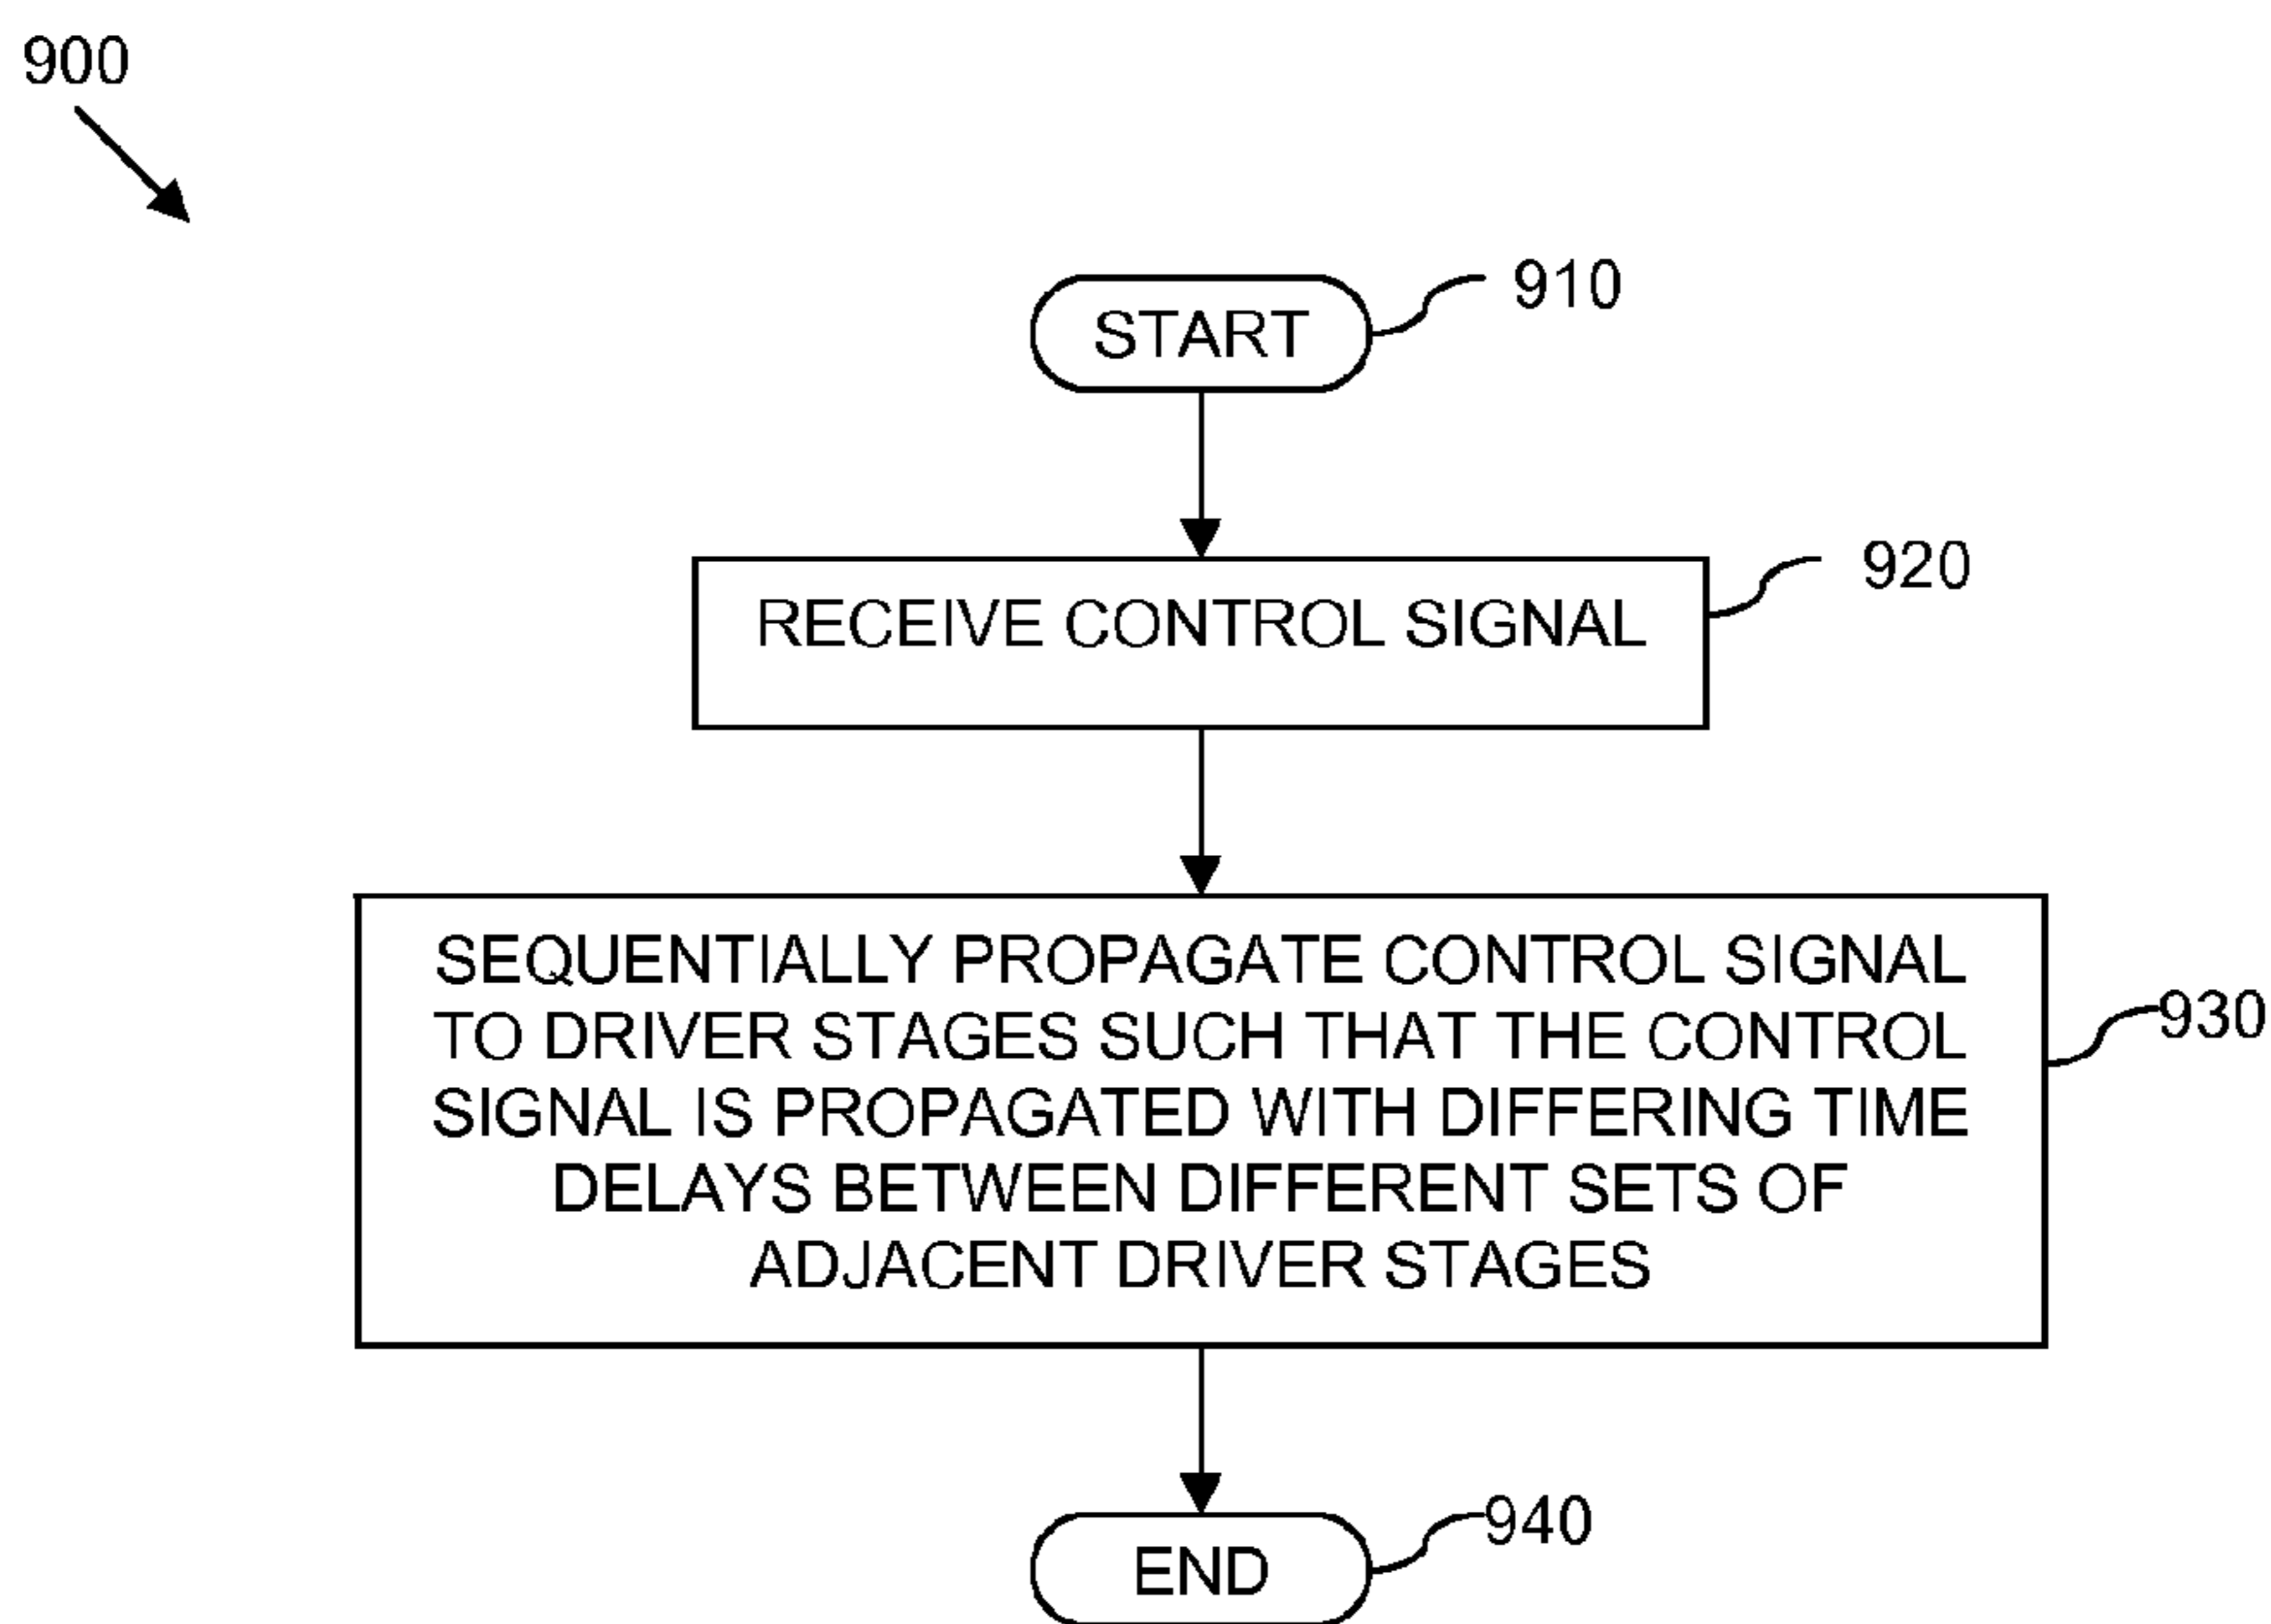 900
START
910
RECEIVE CONTROL SIGNAL
920
SEQUENTIALLY PROPAGATE CONTROL SIGNAL
TO DRIVER STAGES SUCH THAT THE CONTROL
SIGNAL IS PROPAGATED WITH DIFFERING TIME
DELAYS BETWEEN DIFFERENT SETS OF
ADJACENT DRIVER STAGES
930
END
940